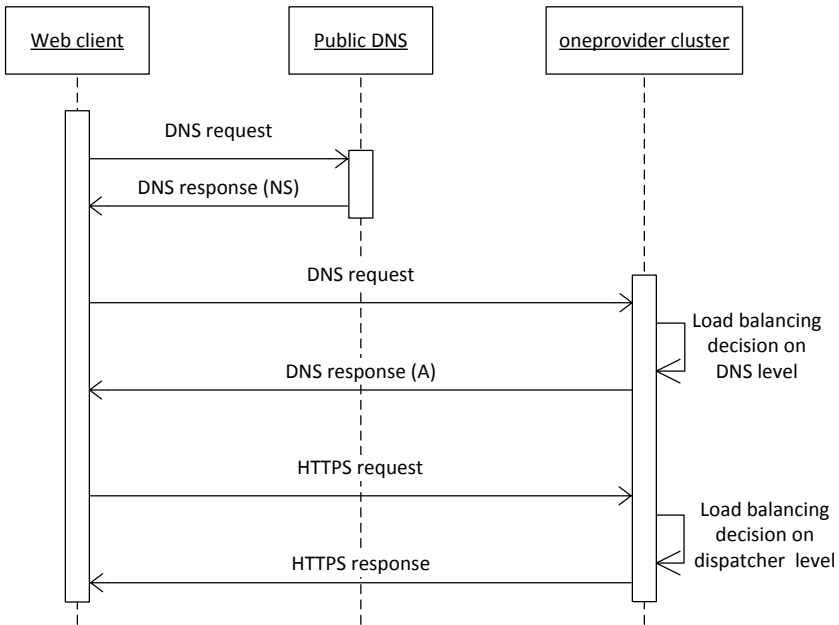 Web client
Public DNS
oneprovider cluster
DNS request
DNS response (NS)
DNS request
Load balancing
decision on
DNS level
DNS response (A)
HTTPS request
Load balancing
decision on
dispatcher level
HTTPS response